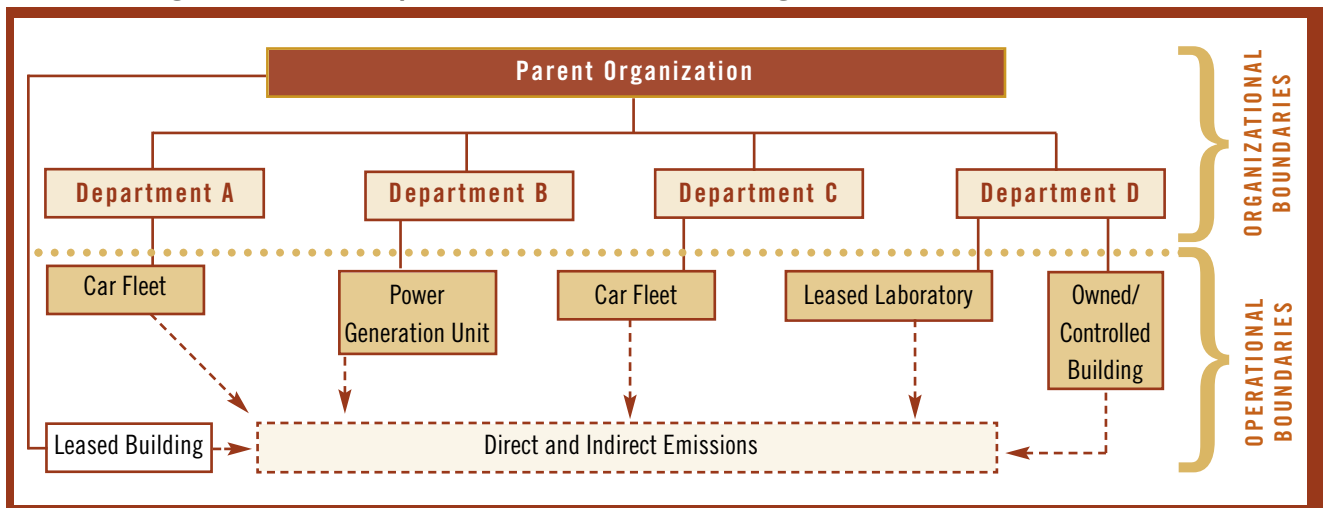 Parent Organization
Department A
Department B
Department C
Department D
ORGANIZATIONAL
BOUNDARIES
Car Fleet
Power
Generation Unit
Car Fleet
Leased Laboratory
Owned/
Controlled
Building
Leased Building
Direct and Indirect Emissions
OPERATIONAL
BOUNDARIES